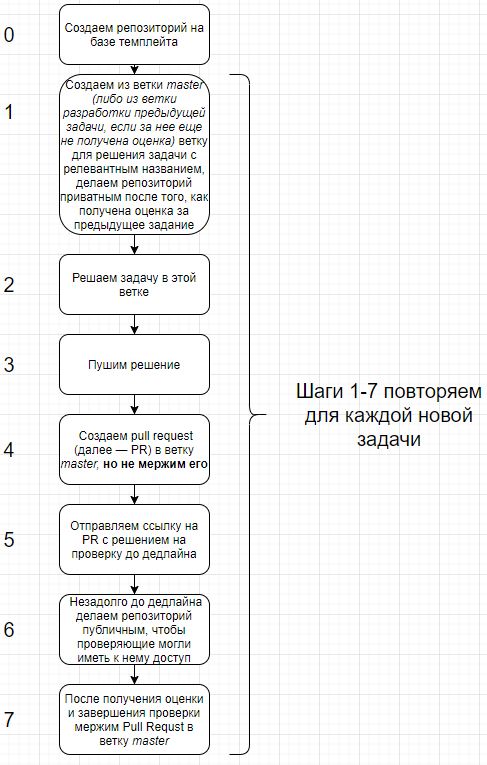 0
Создаем репозиторий на
базе темплейта
1
Создаем из ветки master
(либо из ветки
разработки предыдущей
задачи, если за нее еще
не получена оценка) ветку
для решения задачи с
релевантным названием,
делаем репозиторий
приватным после того, как
получена оценка за
предыдущее задание
2
Решаем задачу в этой
ветке
3
Пушим решение
Шаги 1-7 повторяем
для каждой новой
задачи
4
Создаем pull request
(далее — PR) в ветку
master, но не мержим его
5
Отправляем ссылку на
PR с решением на
проверку до дедлайна
6
Незадолго до дедлайна
делаем репозиторий
публичным, чтобы
проверяющие могли
иметь к нему доступ
7
После получения оценки
и завершения проверки
мержим Pull Requst в
ветку master